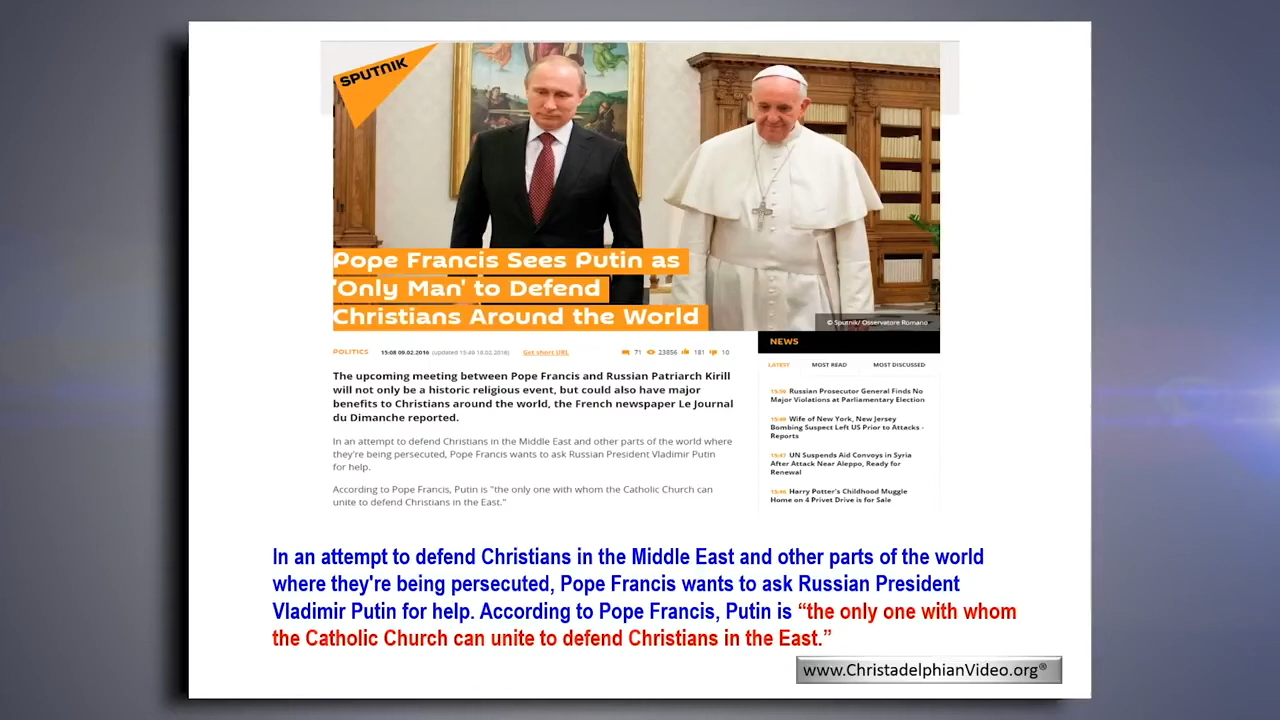 SPUTNIK
Pope Francis Sees Putin as
'Only Man' to Defend
Christians Around the World
© Sputnik/ Osservatore Romano
POLITICS 15:08 09.02.2016 (updated 15:49 18.02.2016) Get short URL 71 23856 181 10
The upcoming meeting between Pope Francis and Russian Patriarch Kirill
will not only be a historic religious event, but could also have major
benefits to Christians around the world, the French newspaper Le Journal
du Dimanche reported.
In an attempt to defend Christians in the Middle East and other parts of the world where
they're being persecuted, Pope Francis wants to ask Russian President Vladimir Putin
for help.
According to Pope Francis, Putin is "the only one with whom the Catholic Church can
unite to defend Christians in the East."
NEWS
LATEST MOST READ MOST DISCUSSED
Russian Prosecutor General Finds No
Major Violations at Parliamentary Election
Wife of New York, New Jersey
Bombing Suspect Left US Prior to Attacks -
Reports
UN Suspends Aid Convoys in Syria
After Attack Near Aleppo, Ready for
Renewal
Harry Potter's Childhood Muggle
Home on 4 Privet Drive is for Sale
In an attempt to defend Christians in the Middle East and other parts of the world
where they're being persecuted, Pope Francis wants to ask Russian President
Vladimir Putin for help. According to Pope Francis, Putin is “the only one with whom
the Catholic Church can unite to defend Christians in the East.”
www.ChristadelphianVideo.org®